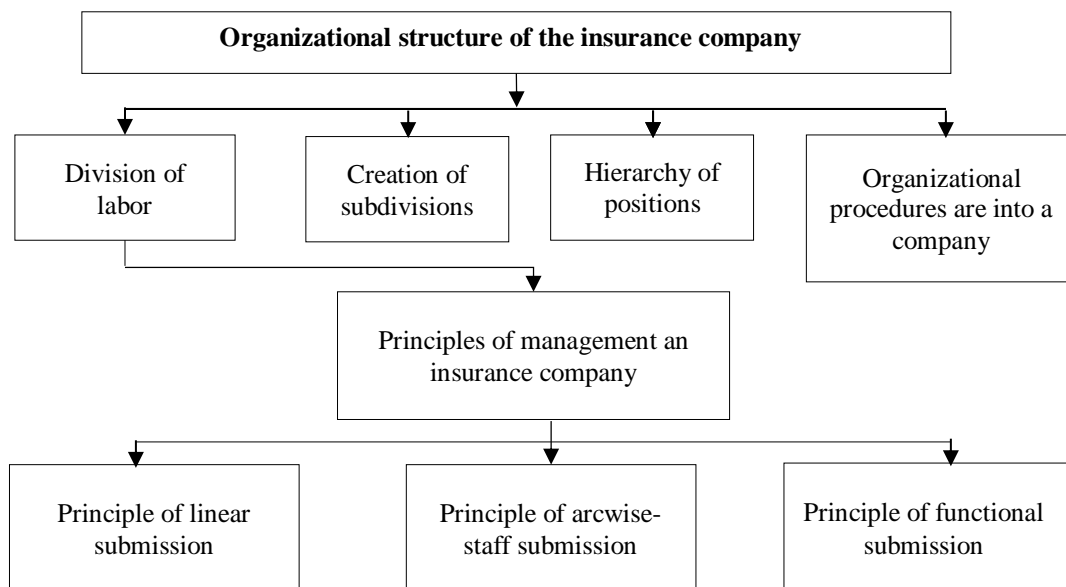 Organizational structure of the insurance company
Division of
labor
Creation of
subdivisions
Hierarchy of
positions
Organizational
procedures are into a
company
Principles of management an
insurance company
Principle of linear
submission
Principle of arcwise-
staff submission
Principle of functional
submission